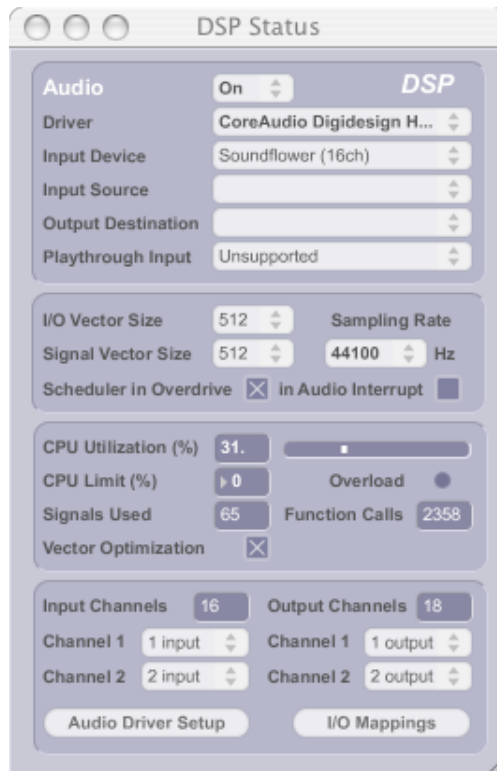 DSP Status
Audio On DSP
Driver CoreAudio Digidesign H...
Input Device Soundflower (16ch)
Input Source
Output Destination
Playthrough Input Unsupported
I/O Vector Size 512 Sampling Rate
Signal Vector Size 512 44100 Hz
Scheduler in Overdrive in Audio Interrupt
CPU Utilization (%) 31.
CPU Limit (%) 0 Overload
Signals Used 65 Function Calls 2358
Vector Optimization
Input Channels 16 Output Channels 18
Channel 1 1 input Channel 1 1 output
Channel 2 2 input Channel 2 2 output
Audio Driver Setup I/O Mappings